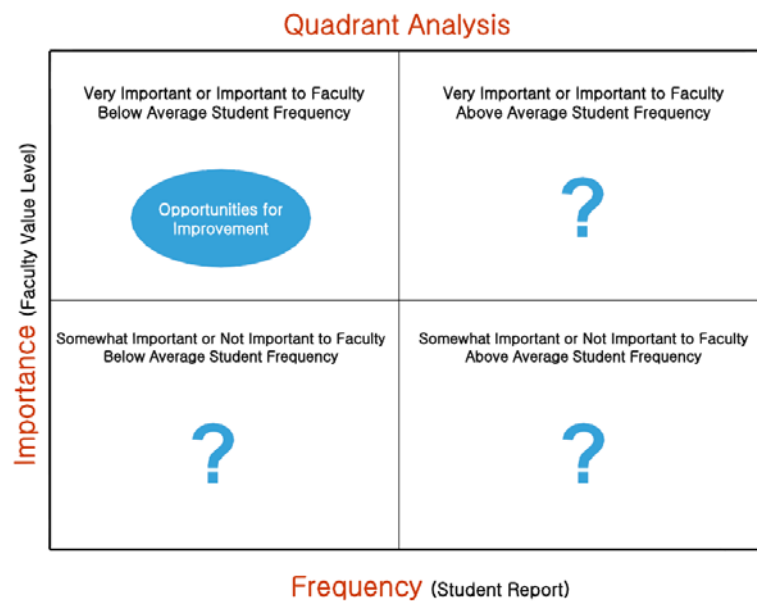 Quadrant Analysis
Very Important or Important to Faculty
Below Average Student Frequency
Very Important or Important to Faculty
Above Average Student Frequency
Opportunities for
Improvement
?
Importance (Faculty Value Level)
Somewhat Important or Not Important to Faculty
Below Average Student Frequency
Somewhat Important or Not Important to Faculty
Above Average Student Frequency
?
?
Frequency (Student Report)